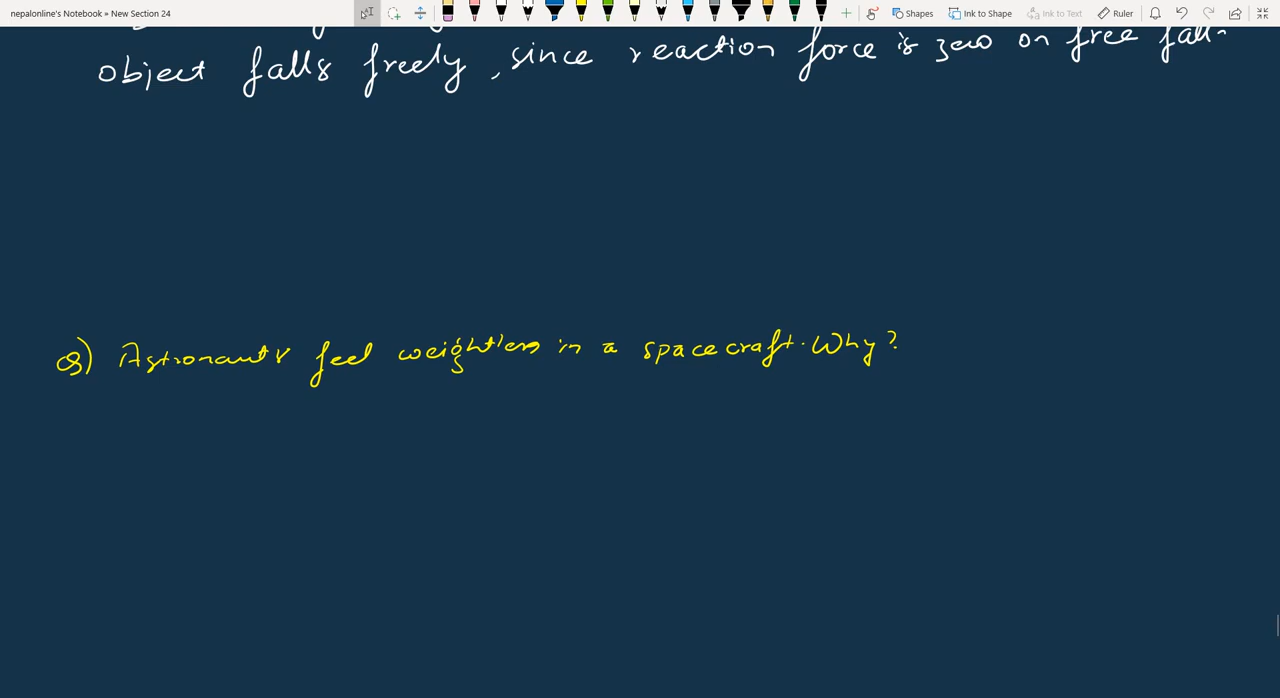 nepalonline's Notebook » New Section 24
Shapes
Ink to Shape
Ink to Text
Ruler
object falls freely, since reaction force is zero on free fall.
Q) Astronauts feel weightless in a spacecraft. Why?